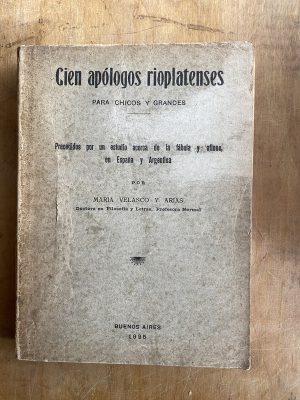 Cien apólogos rioplatenses
PARA CHICOS Y GRANDES
Precedidos por un estudio acerca de la fábula y afines,
en España y Argentina
POR
MARIA VELASCO Y ARIAS
Doctora en Filosofía y Letras, Profesora Normal
BUENOS AIRES